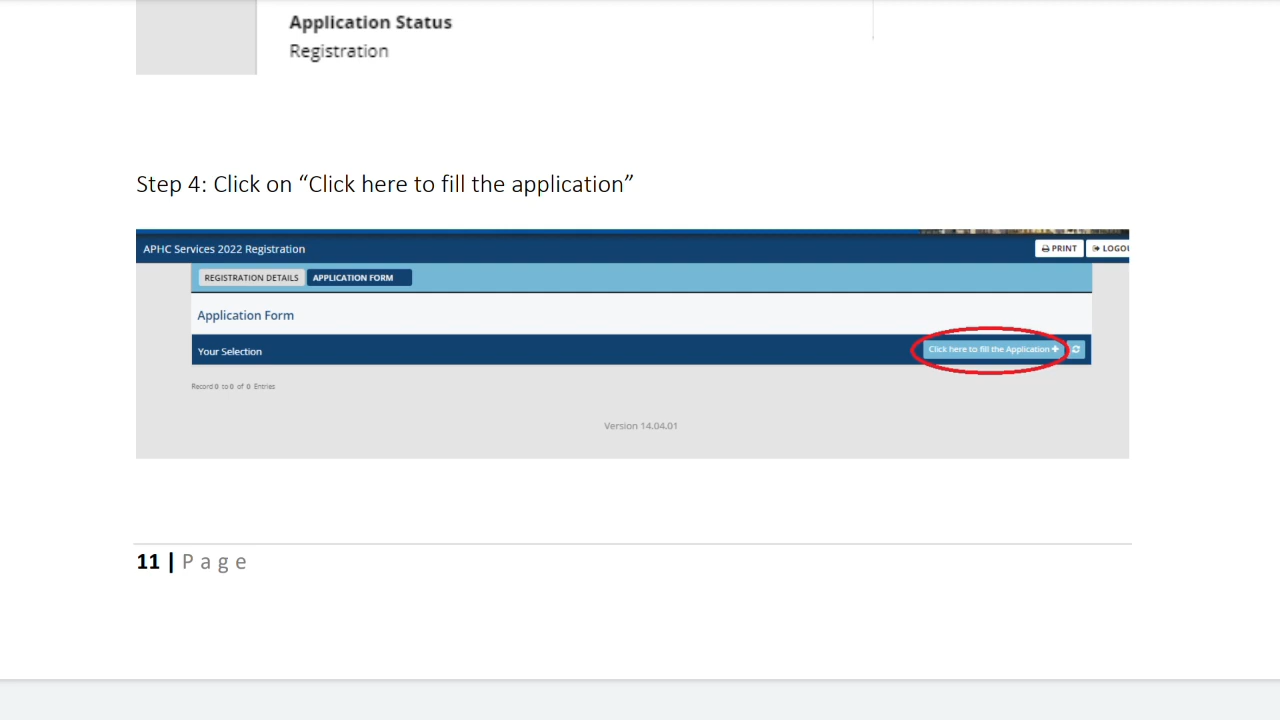 Application Status
Registration
Step 4: Click on “Click here to fill the application”
APHC Services 2022 Registration
PRINT
LOGOU
REGISTRATION DETAILS
APPLICATION FORM
Application Form
Your Selection
Click here to fill the Application +
Record 0 to 0 of 0 Entries
Version 14.04.01
11 | Page